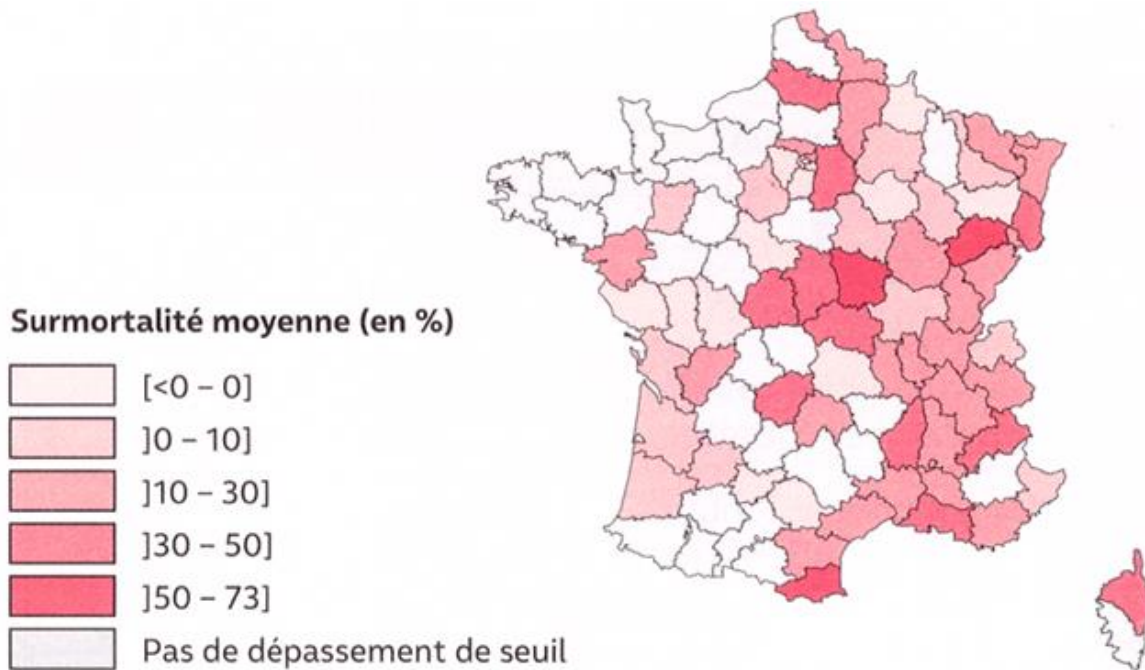 Surmortalité moyenne (en %)
[<0 – 0]
]0 – 10]
]10 – 30]
]30 – 50]
]50 – 73]
Pas de dépassement de seuil